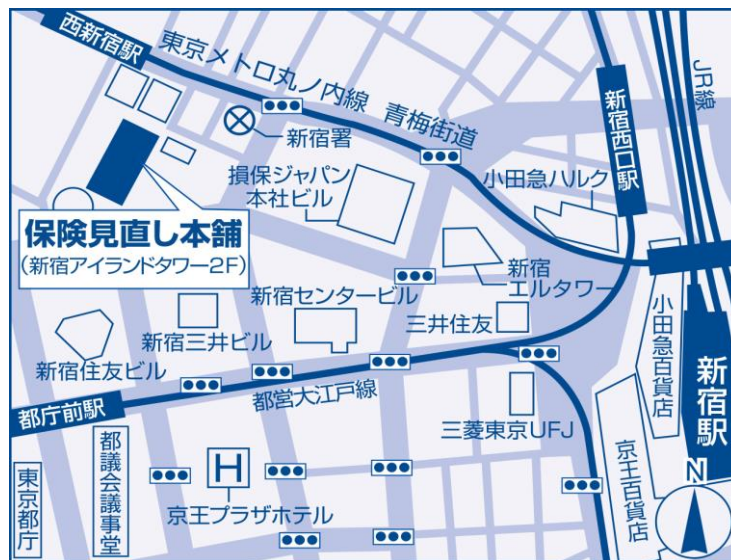 西新宿駅
東京メトロ丸ノ内線
青梅街道
新宿署
損保ジャパン
本社ビル
小田急ハルク
新宿西口駅
JR線
保険見直し本舗
(新宿アイランドタワー2F)
新宿センタービル
新宿
エルタワー
新宿三井ビル
新宿住友ビル
三井住友
小田急百貨店
新宿駅
都庁前駅
都営大江戸線
三菱東京UFJ
京王百貨店
東京都庁
都議会議事堂
H
京王プラザホテル
N